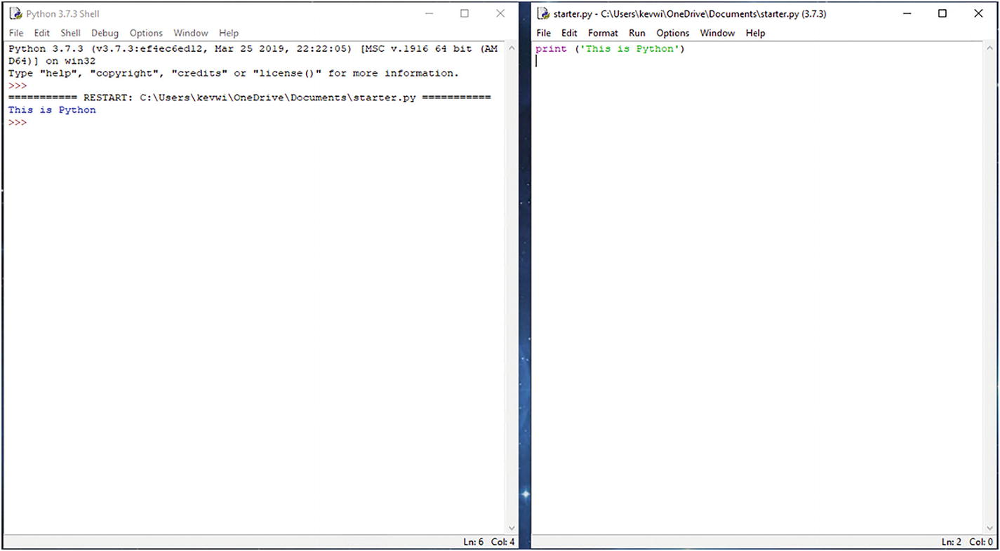 Python 3.7.3 Shell
File Edit Shell Debug Options Window Help
Python 3.7.3 (v3.7.3:ef4ec6ed12, Mar 25 2019, 22:22:05) [MSC v.1916 64 bit (AM
D64)] on win32
Type "help", "copyright", "credits" or "license()" for more information.
>>>
=========== RESTART: C:\Users\kevwi\OneDrive\Documents\starter.py ===========
This is Python
>>>
Ln: 6 Col: 4
starter.py - C:\Users\kevwi\OneDrive\Documents\starter.py (3.7.3)
File Edit Format Run Options Window Help
print ('This is Python')
Ln: 2 Col: 0